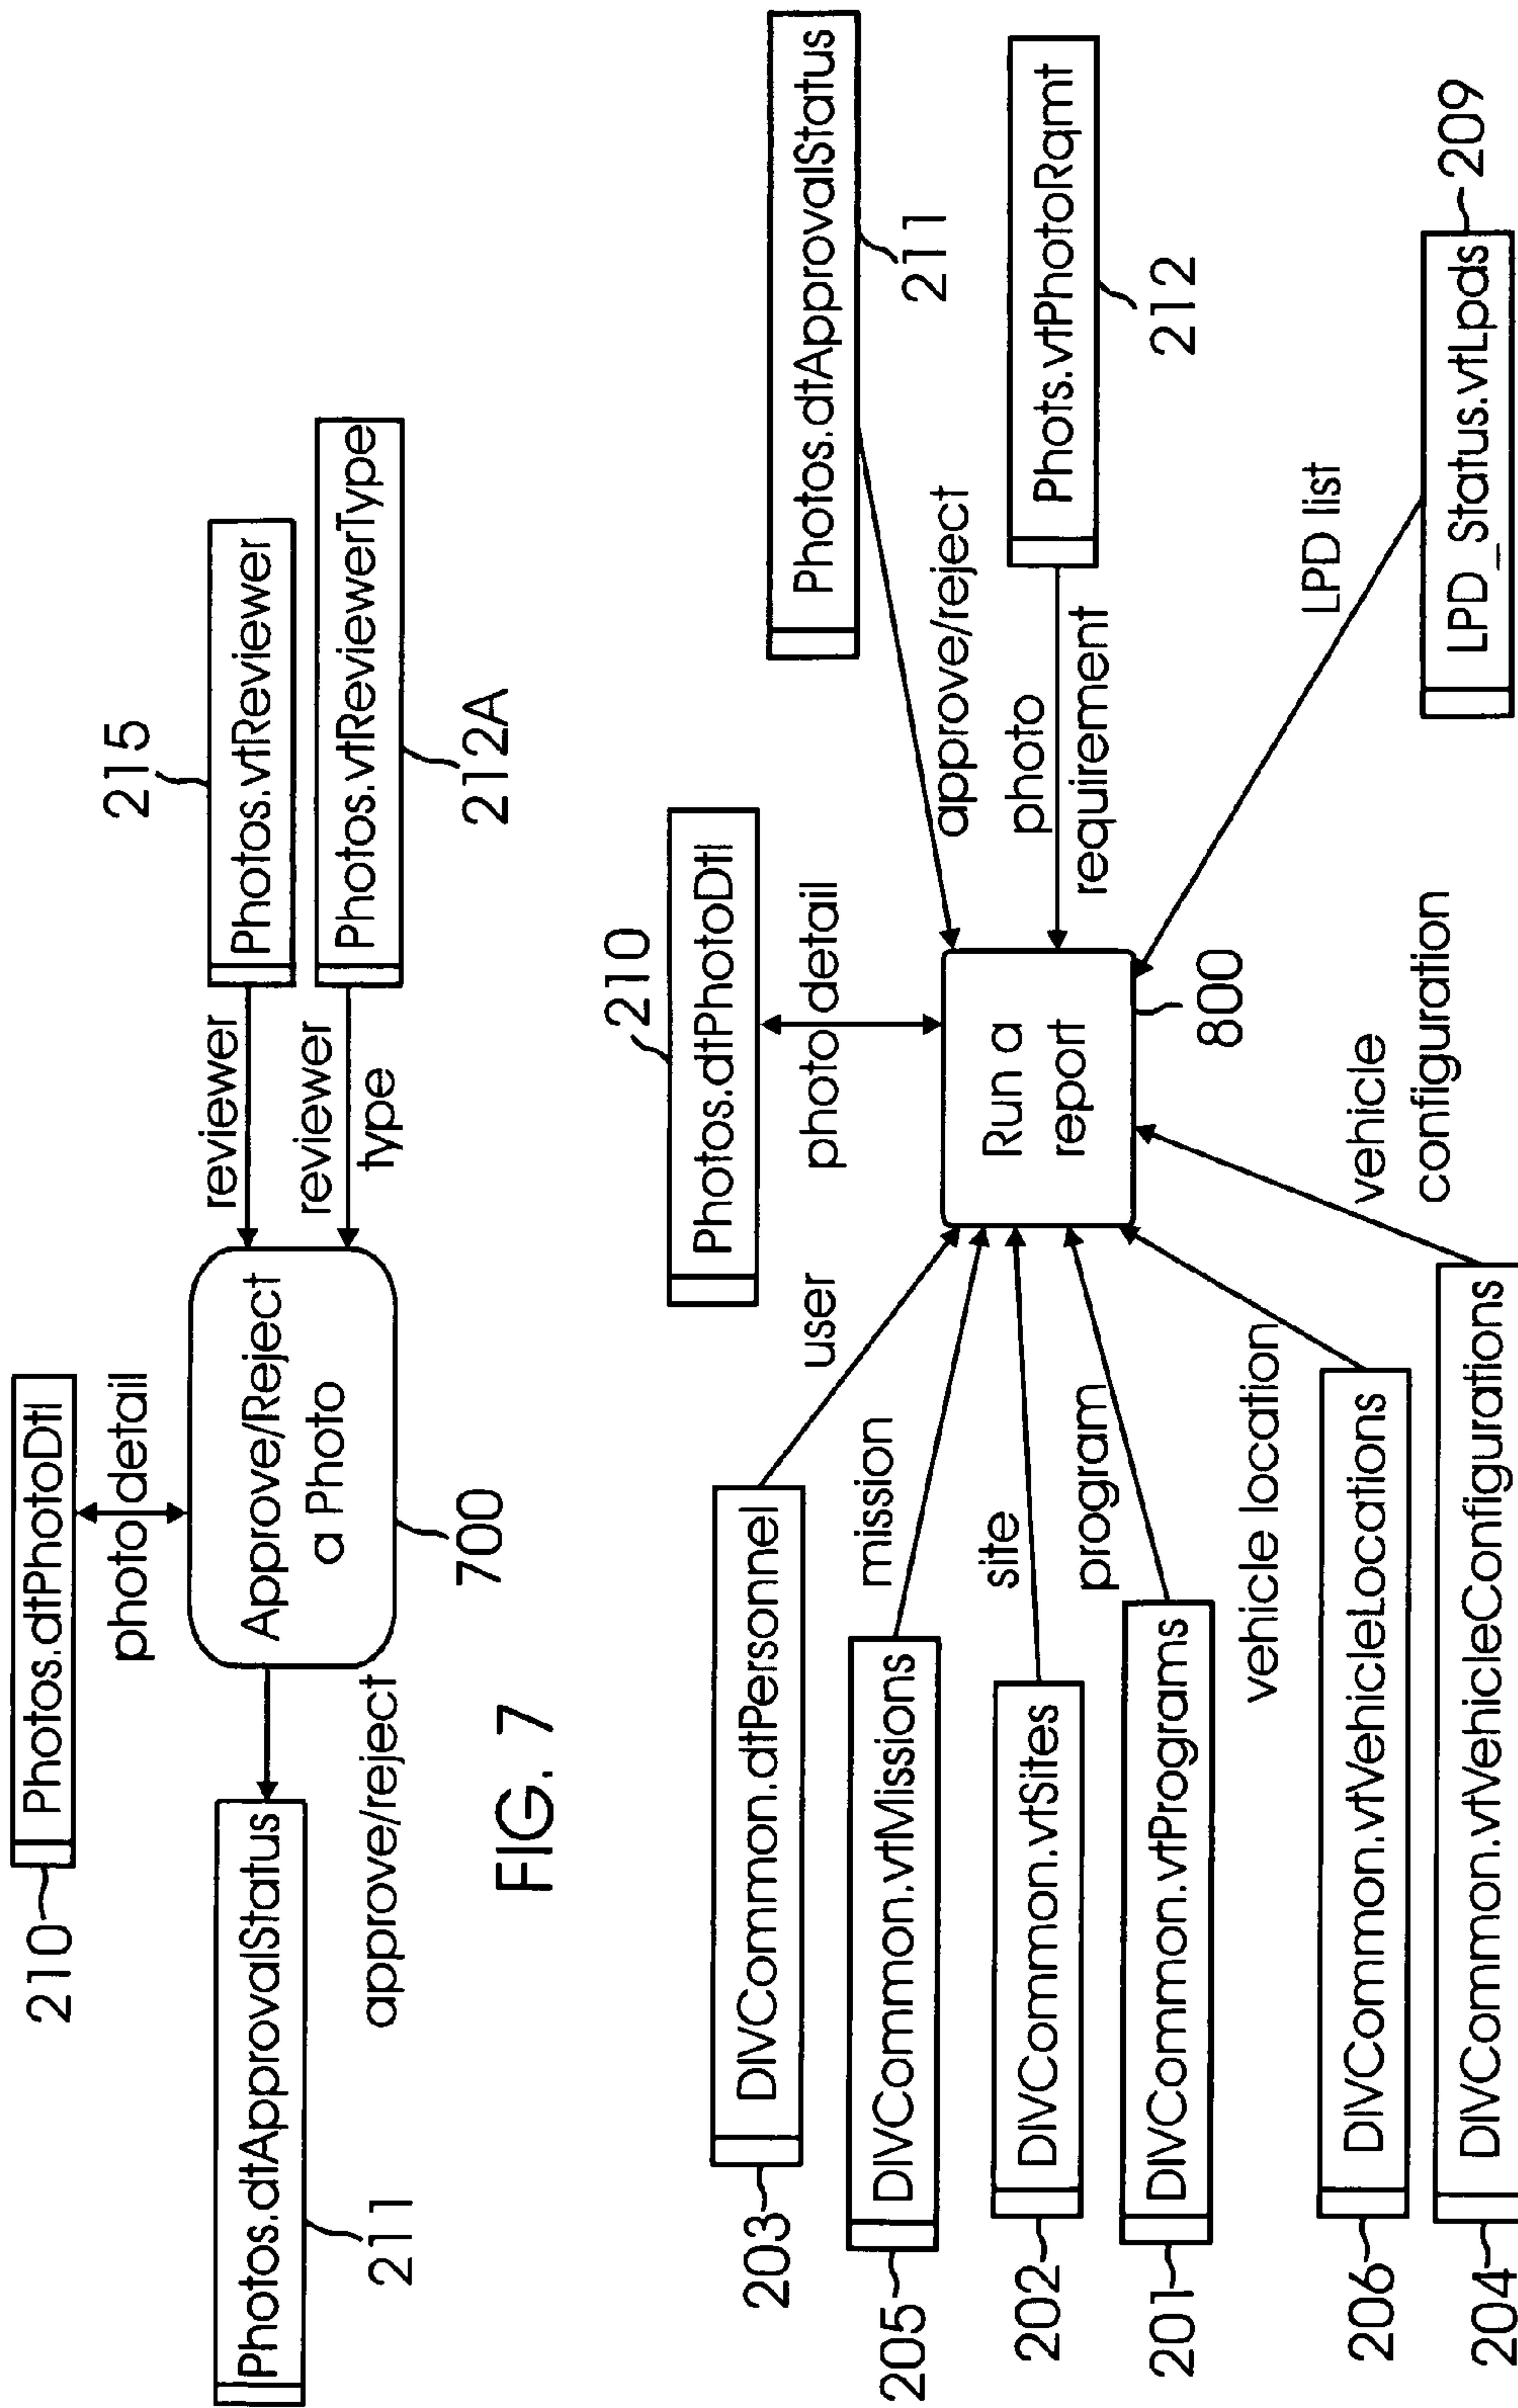 210
Photos.dtPhotoDtl
photo detail
215
Photos.vtReviewer
reviewer
Photos.vtReviewerType
212A
reviewer
type
Approve/Reject
a Photo
700
Photos.dtApprovalStatus
211
approve/reject
FIG. 7
210
Photos.dtPhotoDtl
photo detail
Photos.dtApprovalStatus
211
approve/reject
Phots.vtPhotoRqmt
212
photo
requirement
LPD_Status.vtLpds
209
LPD list
Run a
report
800
203
DIVCommon.dtPersonnel
user
205
DIVCommon.vtMissions
mission
202
DIVCommon.vtSites
site
201
DIVCommon.vtPrograms
program
206
DIVCommon.vtVehicleLocations
vehicle location
204
DIVCommon.vtVehicleConfigurations
vehicle
configuration